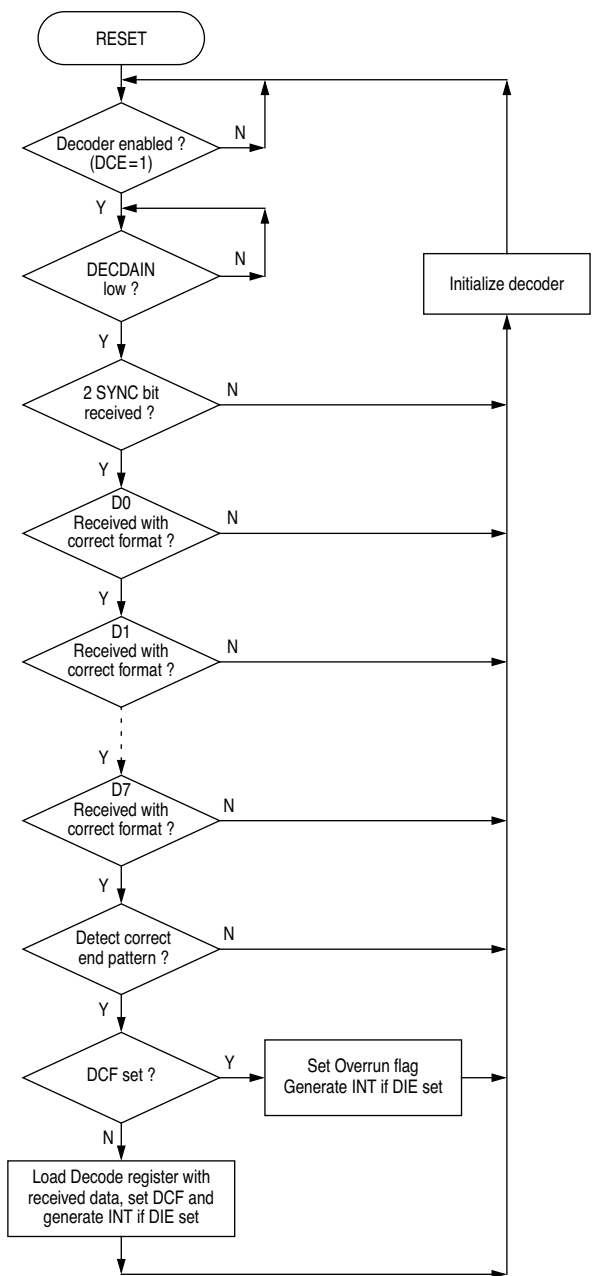 RESET
Decoder enabled ?
(DCE=1)
N
Y
DECDAIN
low ?
N
Initialize decoder
Y
2 SYNC bit
received ?
N
Y
D0
Received with
correct format ?
N
Y
D1
Received with
correct format ?
N
Y
D7
Received with
correct format ?
N
Y
Detect correct
end pattern ?
N
Y
DCF set ?
Y
Set Overrun flag
Generate INT if DIE set
N
Load Decode register with
received data, set DCF and
generate INT if DIE set